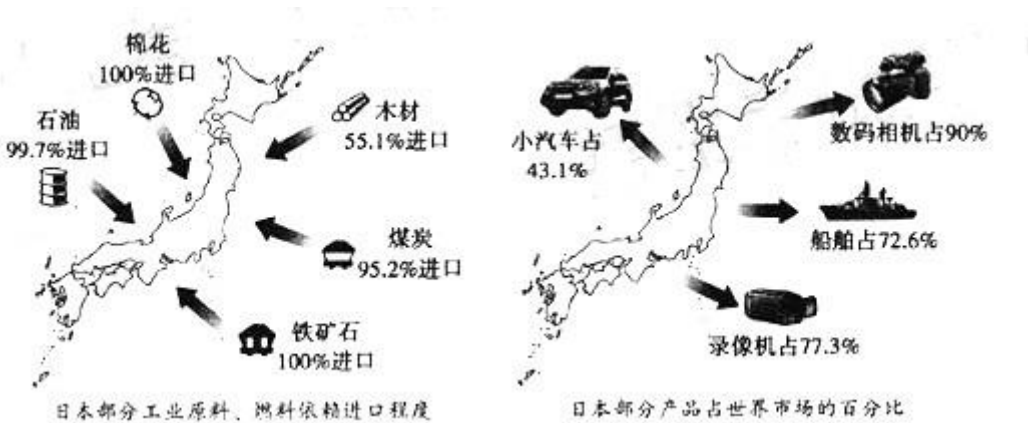 棉花
100%进口
石油
99.7%进口
木材
55.1%进口
煤炭
95.2%进口
铁矿石
100%进口
日本部分工业原料、燃料依赖进口程度
小汽车占
43.1%
数码相机占90%
船舶占72.6%
录像机占77.3%
日本部分产品占世界市场的百分比